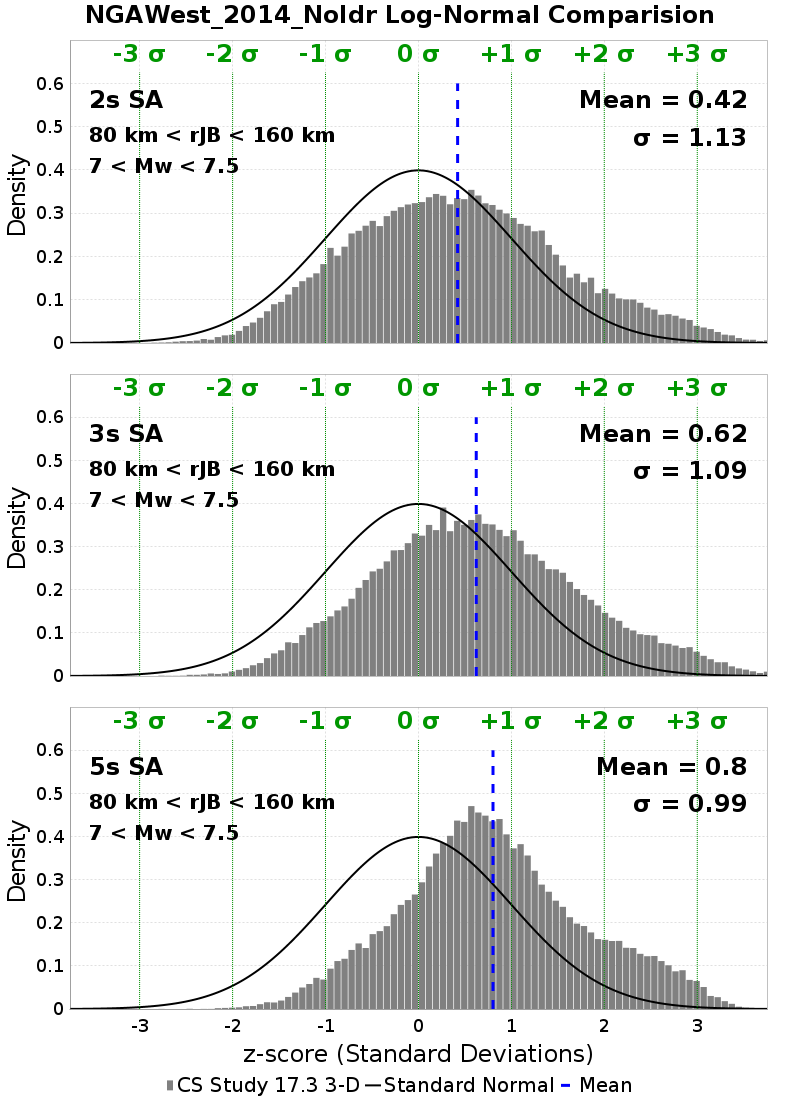 NGAWest_2014_NoIdr Log-Normal Comparision
-3 σ -2 σ -1 σ 0 σ +1 σ +2 σ +3 σ
0.6
2s SA Mean = 0.42
0.5
80 km < rJB < 160 km σ = 1.13
7 < Mw < 7.5
0.4
Density
0.3
0.2
0.1
0
-3 σ -2 σ -1 σ 0 σ +1 σ +2 σ +3 σ
0.6
3s SA Mean = 0.62
0.5
80 km < rJB < 160 km σ = 1.09
7 < Mw < 7.5
0.4
Density
0.3
0.2
0.1
0
-3 σ -2 σ -1 σ 0 σ +1 σ +2 σ +3 σ
0.6
5s SA Mean = 0.8
0.5
80 km < rJB < 160 km σ = 0.99
7 < Mw < 7.5
0.4
Density
0.3
0.2
0.1
0
-3 -2 -1 0 1 2 3
z-score (Standard Deviations)
CS Study 17.3 3-D Standard Normal Mean